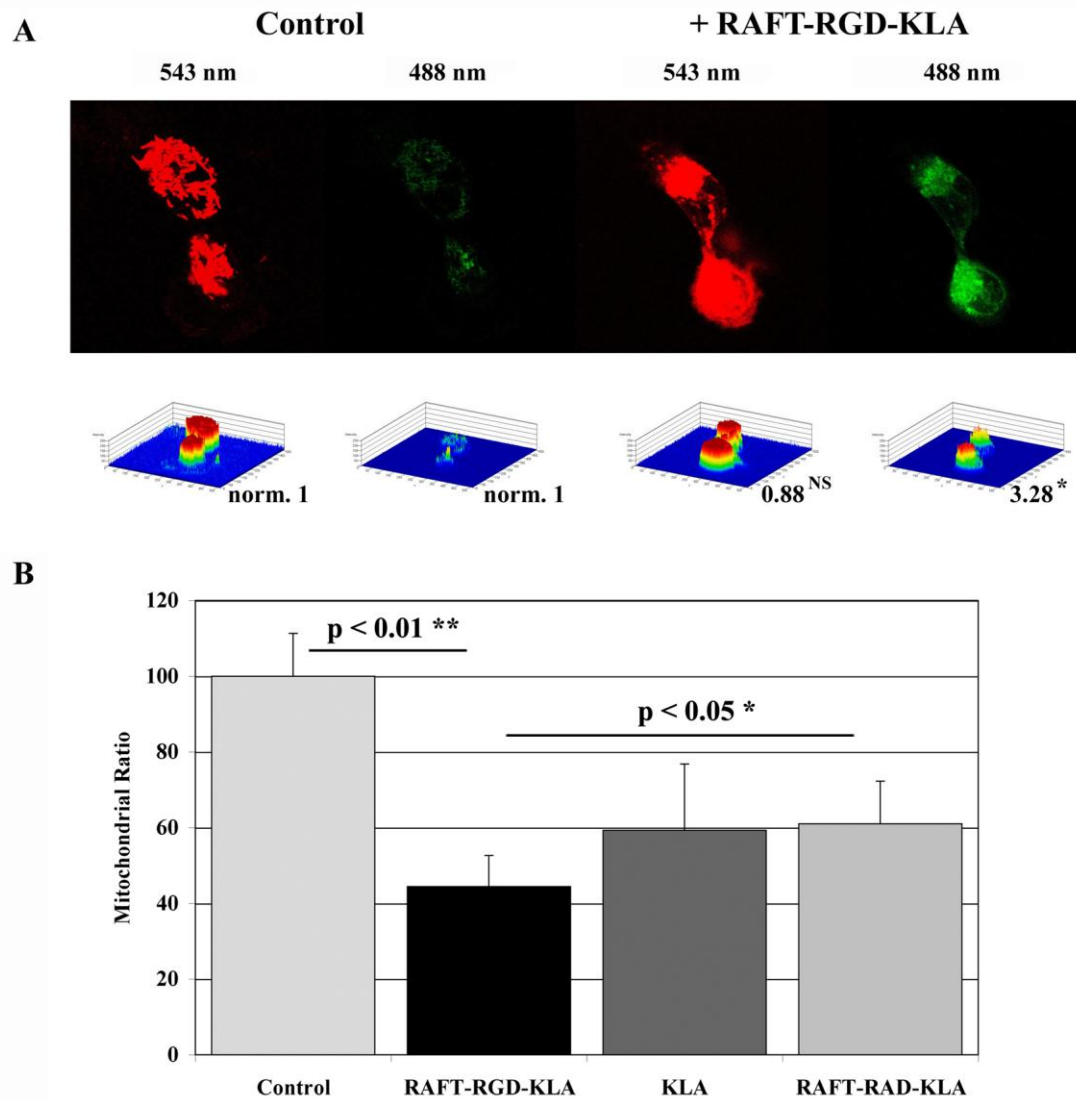 A
Control
+ RAFT-RGD-KLA
543 nm
488 nm
543 nm
488 nm
norm. 1
norm. 1
0.88 NS
3.28 *
B
120
100
80
60
40
20
0
Mitochondrial Ratio
p < 0.01 **
p < 0.05 *
Control
RAFT-RGD-KLA
KLA
RAFT-RAD-KLA